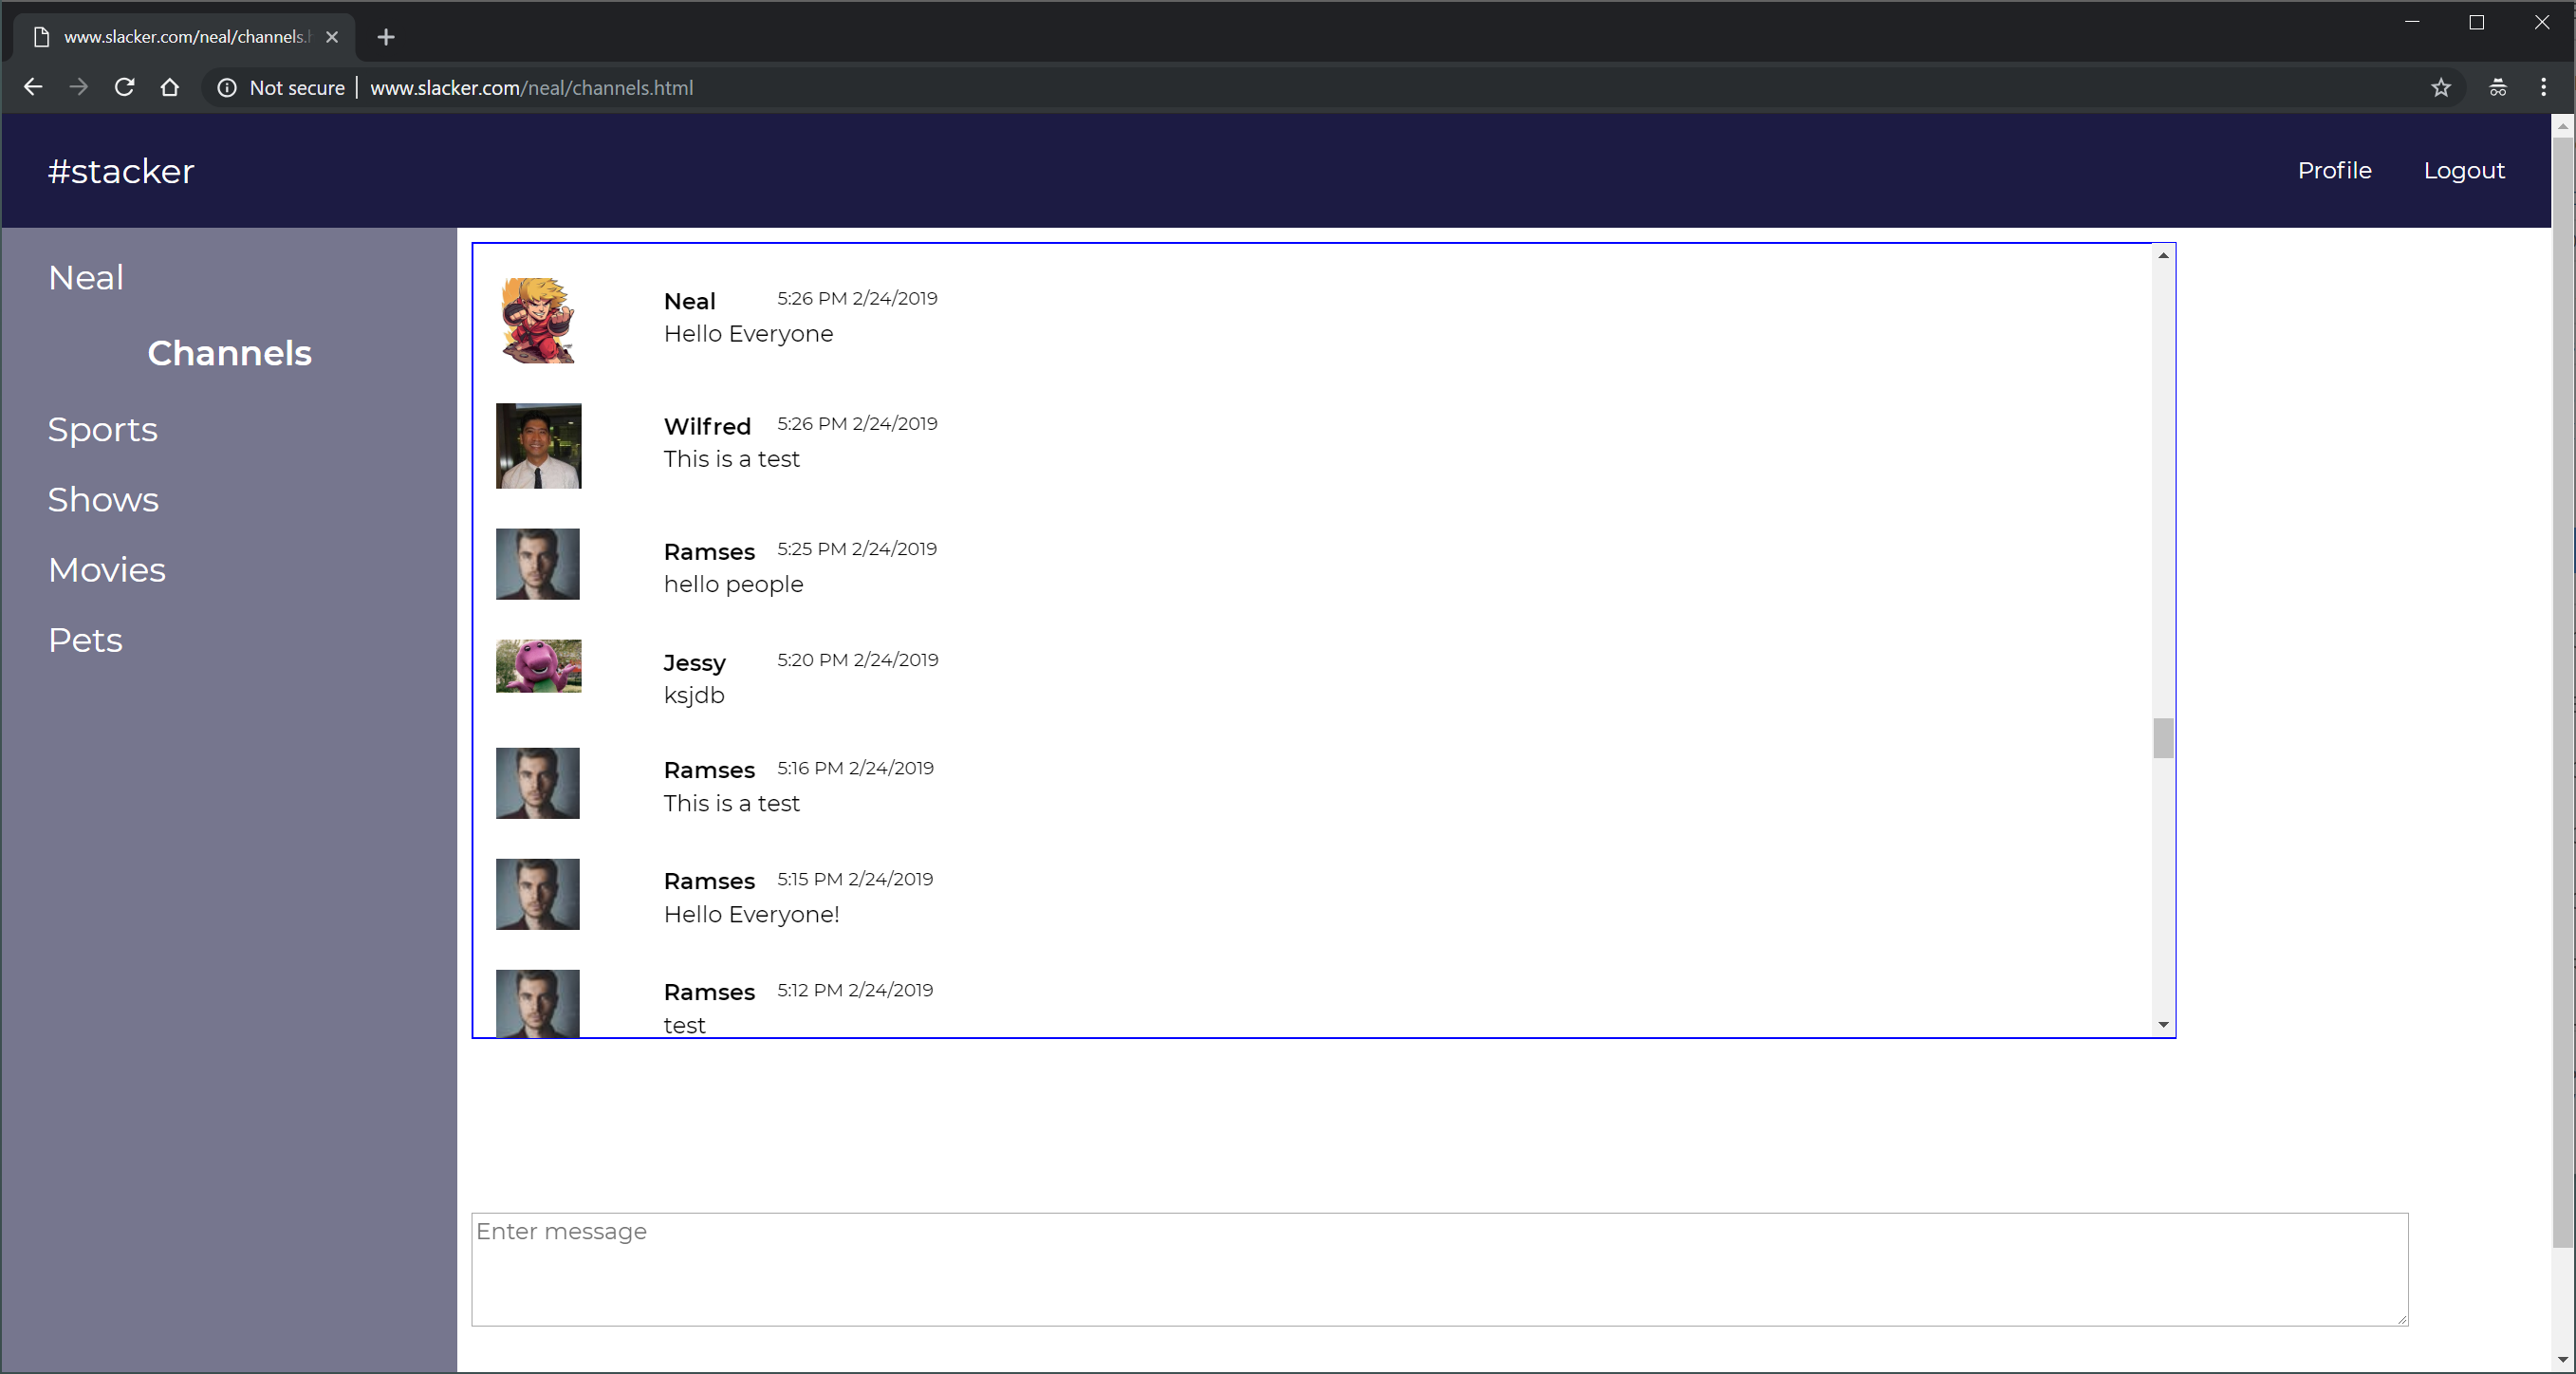 www.slacker.com/neal/channels.h
Not secure www.slacker.com/neal/channels.html
#stacker
Profile Logout
Neal
Channels
Sports
Shows
Movies
Pets
Neal 5:26 PM 2/24/2019
Hello Everyone
Wilfred 5:26 PM 2/24/2019
This is a test
Ramses 5:25 PM 2/24/2019
hello people
Jessy 5:20 PM 2/24/2019
ksjdb
Ramses 5:16 PM 2/24/2019
This is a test
Ramses 5:15 PM 2/24/2019
Hello Everyone!
Ramses 5:12 PM 2/24/2019
test
Enter message